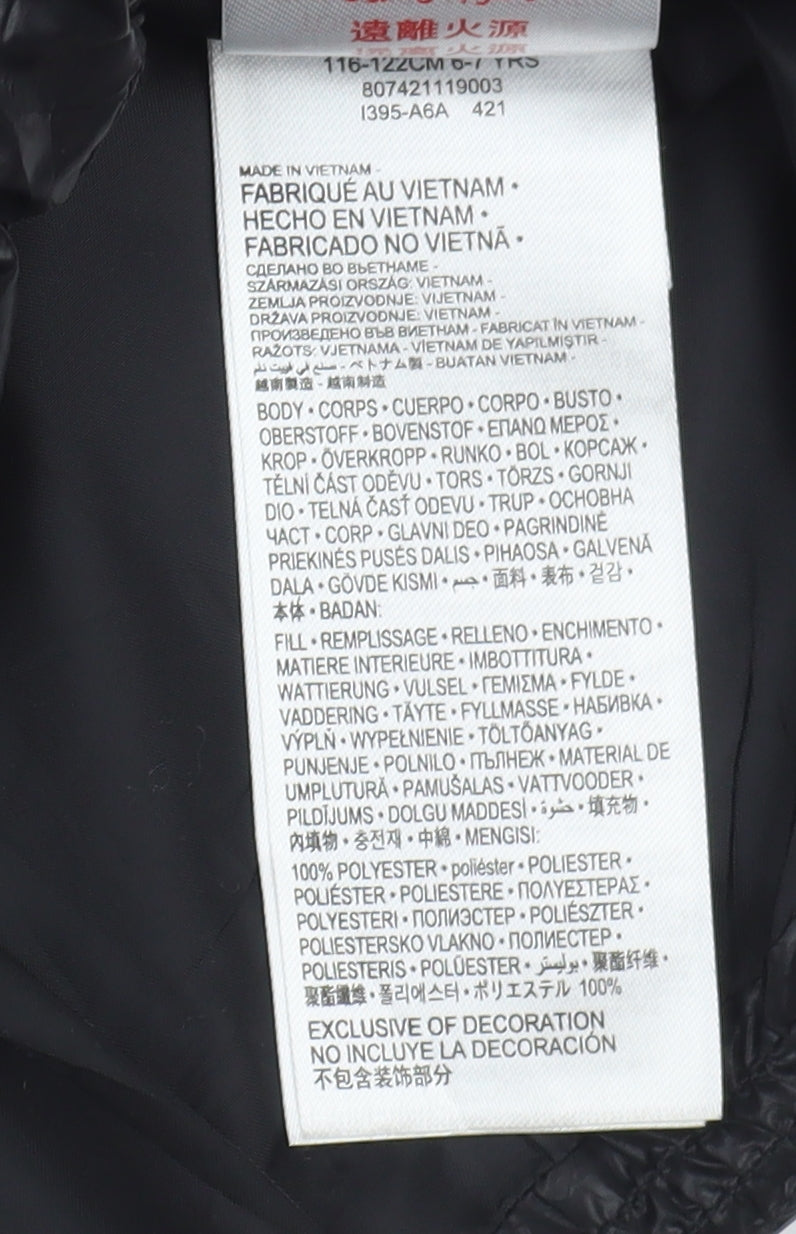 遠離火源
116-122CM 6-7 YRS
807421119003
I395-A6A 421
MADE IN VIETNAM -
FABRIQUÉ AU VIETNAM •
HECHO EN VIETNAM •
FABRICADO NO VIETNÃ •
СДЕЛАНО ВО ВЬЕТНАМЕ -
SZÁRMAZÁSI ORSZÁG: VIETNAM -
ZEMLJA PROIZVODNJE: VIJETNAM -
DRŽAVA PROIZVODNJE: VIETNAM -
ПРОИЗВЕДЕНО ВЪВ ВИЕТНАМ - FABRICAT ÎN VIETNAM -
RAŽOTS: VJETNAMA - VİETNAM DE YAPILMIŞTIR -
صنع في فييت نام - ベトナム製 - BUATAN VIETNAM -
越南製造 - 越南制造
BODY • CORPS • CUERPO • CORPO • BUSTO •
OBERSTOFF • BOVENSTOF • ΕΠΑΝΩ ΜΕΡΟΣ •
KROP • ÖVERKROPP • RUNKO • BOL • КОРСАЖ •
TĚLNÍ ČÁST ODĚVU • TORS • TÖRZS • GORNJI
DIO • TELNÁ ČASŤ ODEVU • TRUP • ОСНОВНА
ЧАСТ • CORP • GLAVNI DEO • PAGRINDINĖ
PRIEKINĖS PUSĖS DALIS • PIHAOSA • GALVENĀ
DAĻA • GÖVDE KISMI • جسم • 面料 • 表布 • 겉감 •
本体 • BADAN:
FILL • REMPLISSAGE • RELLENO • ENCHIMENTO •
MATIERE INTERIEURE • IMBOTTITURA •
WATTIERUNG • VULSEL • ΓΕΜΙΣΜΑ • FYLDE •
VADDERING • TÄYTE • FYLLMASSE • НАБИВКА •
VÝPLŇ • WYPEŁNIENIE • TÖLTŐANYAG •
PUNJENJE • POLNILO • ПЪЛНЕЖ • MATERIAL DE
UMPLUTURĂ • PAMUŠALAS • VATTVOODER •
PILDĪJUMS • DOLGU MADDESİ • حشوة • 填充物 •
內填物 • 충전재 • 中綿 • MENGISI:
100% POLYESTER • poliéster • POLIESTER •
POLIÉSTER • POLIESTERE • ΠΟΛΥΕΣΤΕΡΑΣ •
POLYESTERI • ПОЛИЭСТЕР • POLIÉSZTER •
POLIESTERSKO VLAKNO • ПОЛИЕСТЕР •
POLIESTERIS • POLÜESTER • بوليستر • 聚酯纤维 •
聚酯纖維 • 폴리에스터 • ポリエステル 100%
EXCLUSIVE OF DECORATION
NO INCLUYE LA DECORACIÓN
不包含装饰部分